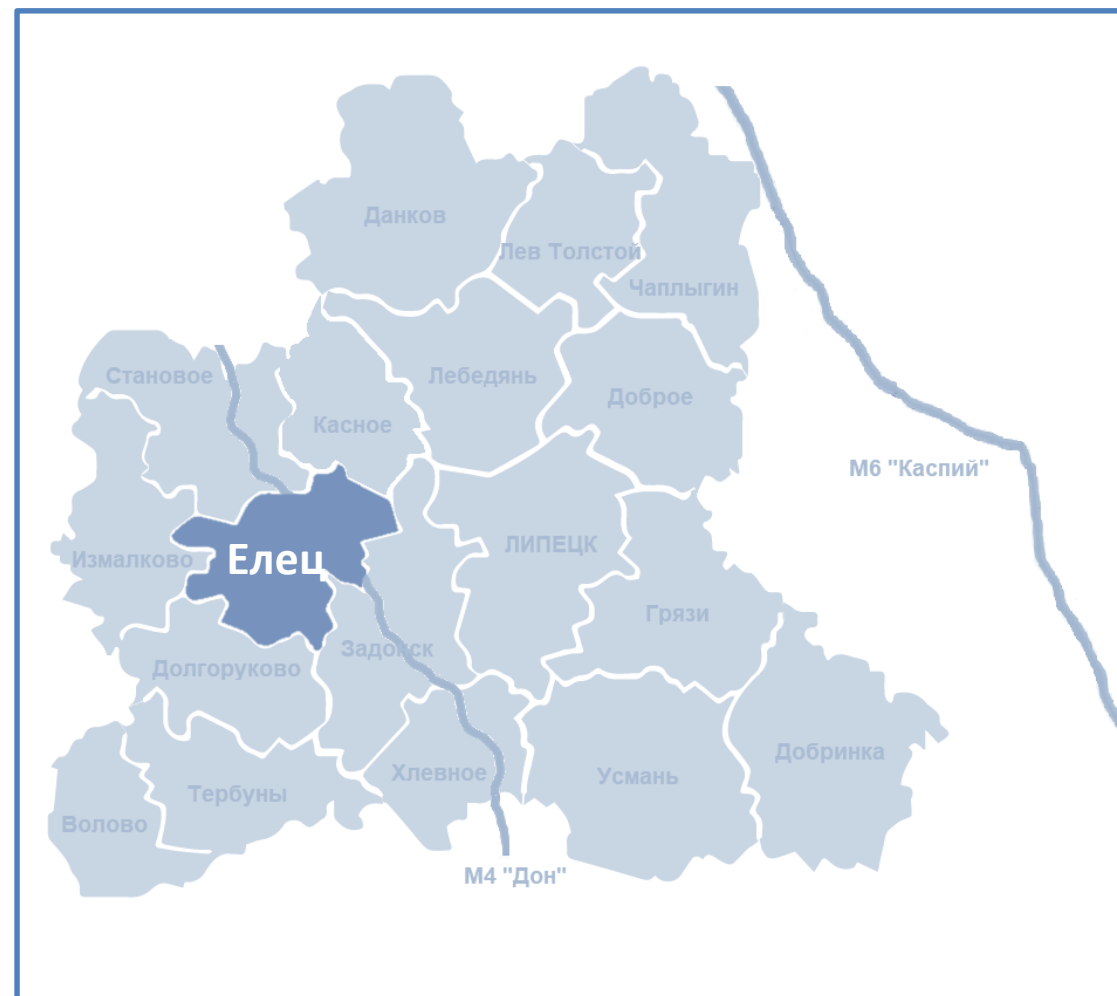 Данков
Лев Толстой
Чаплыгин
Становое
Лебедянь
Доброе
Касное
М6 "Каспий"
ЛИПЕЦК
Елец
Измалково
Грязи
Задонск
Долгоруково
Добринка
Хлевное
Усмань
Тербуны
Волово
М4 "Дон"